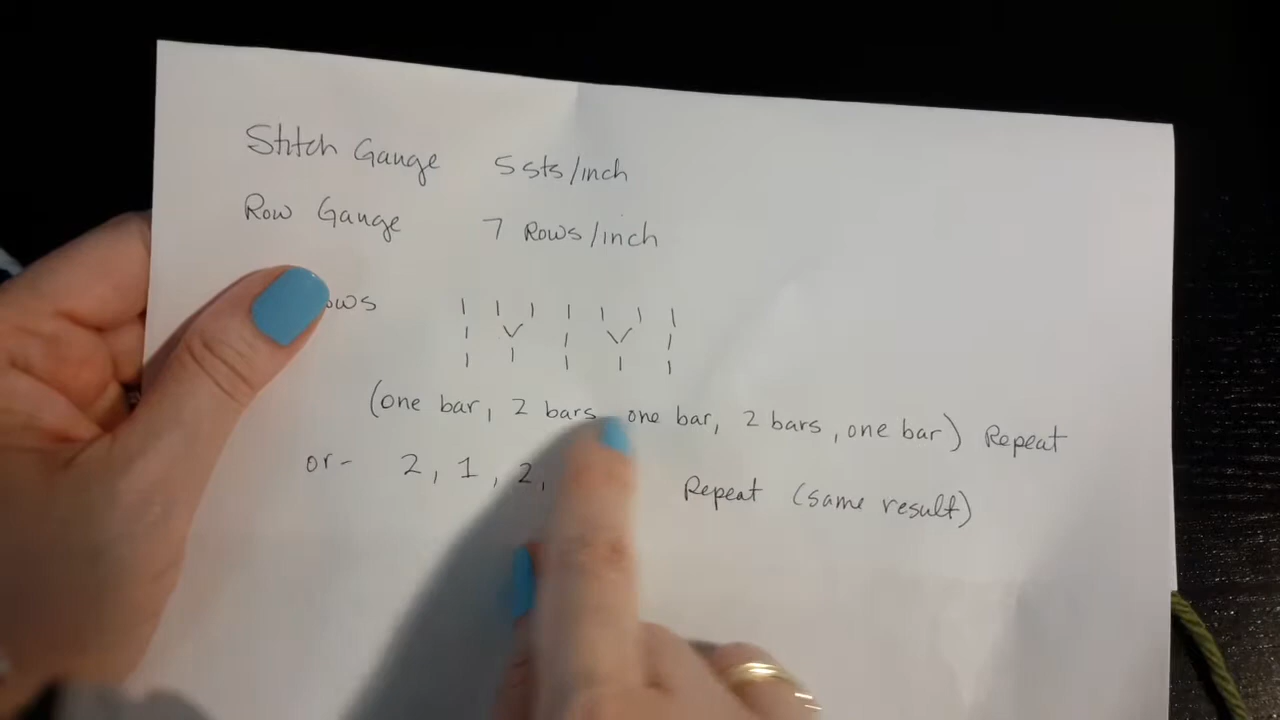 Stitch Gauge 5 sts/inch
Row Gauge 7 Rows/inch
(one bar, 2 bars, one bar, 2 bars, one bar) Repeat
or- 2, 1, 2, Repeat (same result)